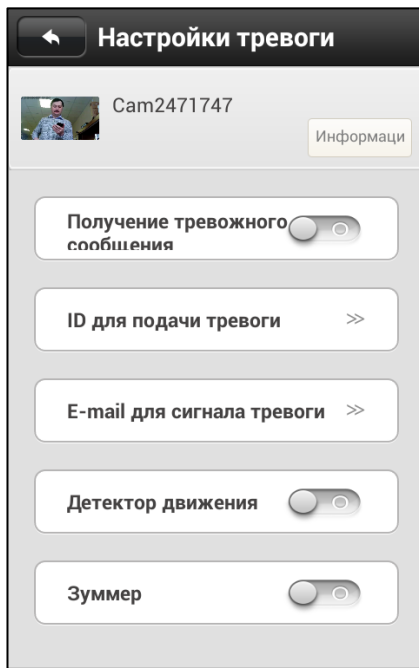 Настройки тревоги
Cam2471747
Информаци
Получение тревожного
сообщения
ID для подачи тревоги
E-mail для сигнала тревоги
Детектор движения
Зуммер